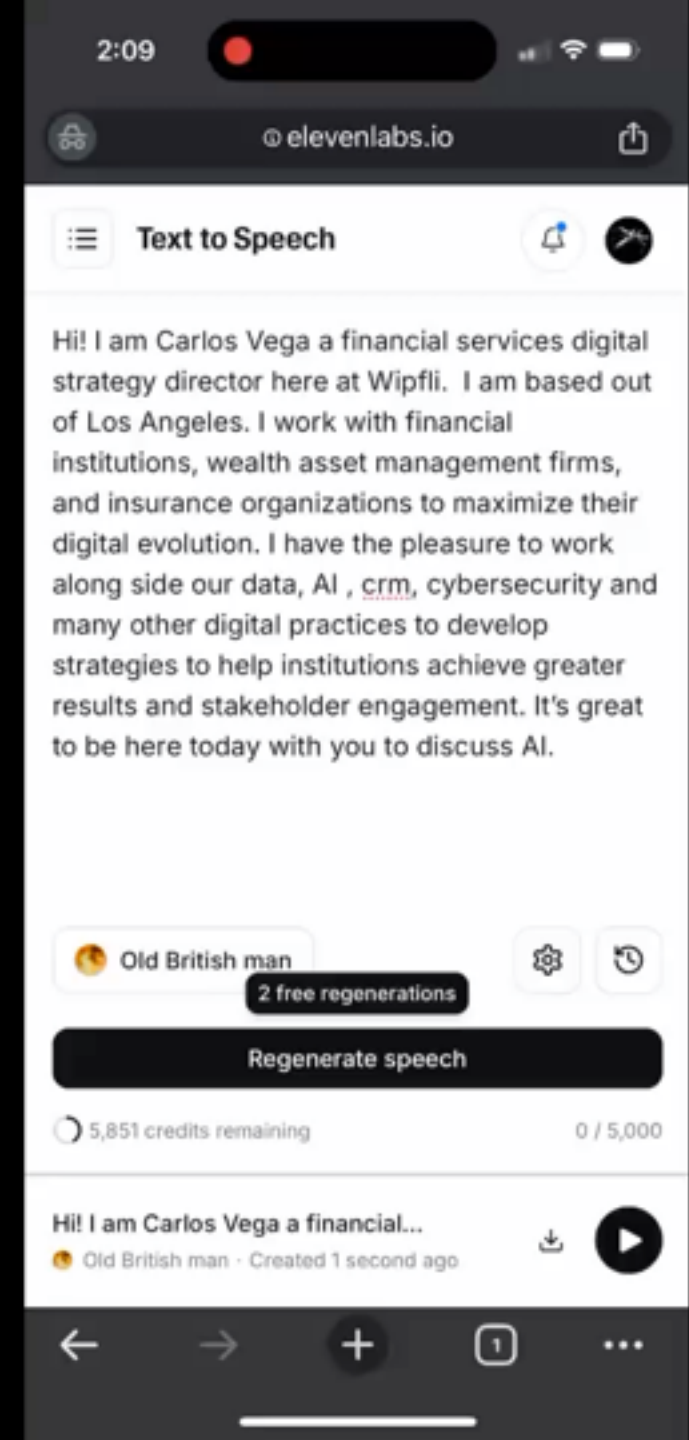 2:09
elevenlabs.io
Text to Speech
Hi! I am Carlos Vega a financial services digital
strategy director here at Wipfli.  I am based out
of Los Angeles. I work with financial
institutions, wealth asset management firms,
and insurance organizations to maximize their
digital evolution. I have the pleasure to work
along side our data, AI , crm, cybersecurity and
many other digital practices to develop
strategies to help institutions achieve greater
results and stakeholder engagement. It’s great
to be here today with you to discuss AI.
Old British man
2 free regenerations
Regenerate speech
5,851 credits remaining
0 / 5,000
Hi! I am Carlos Vega a financial...
Old British man · Created 1 second ago
1